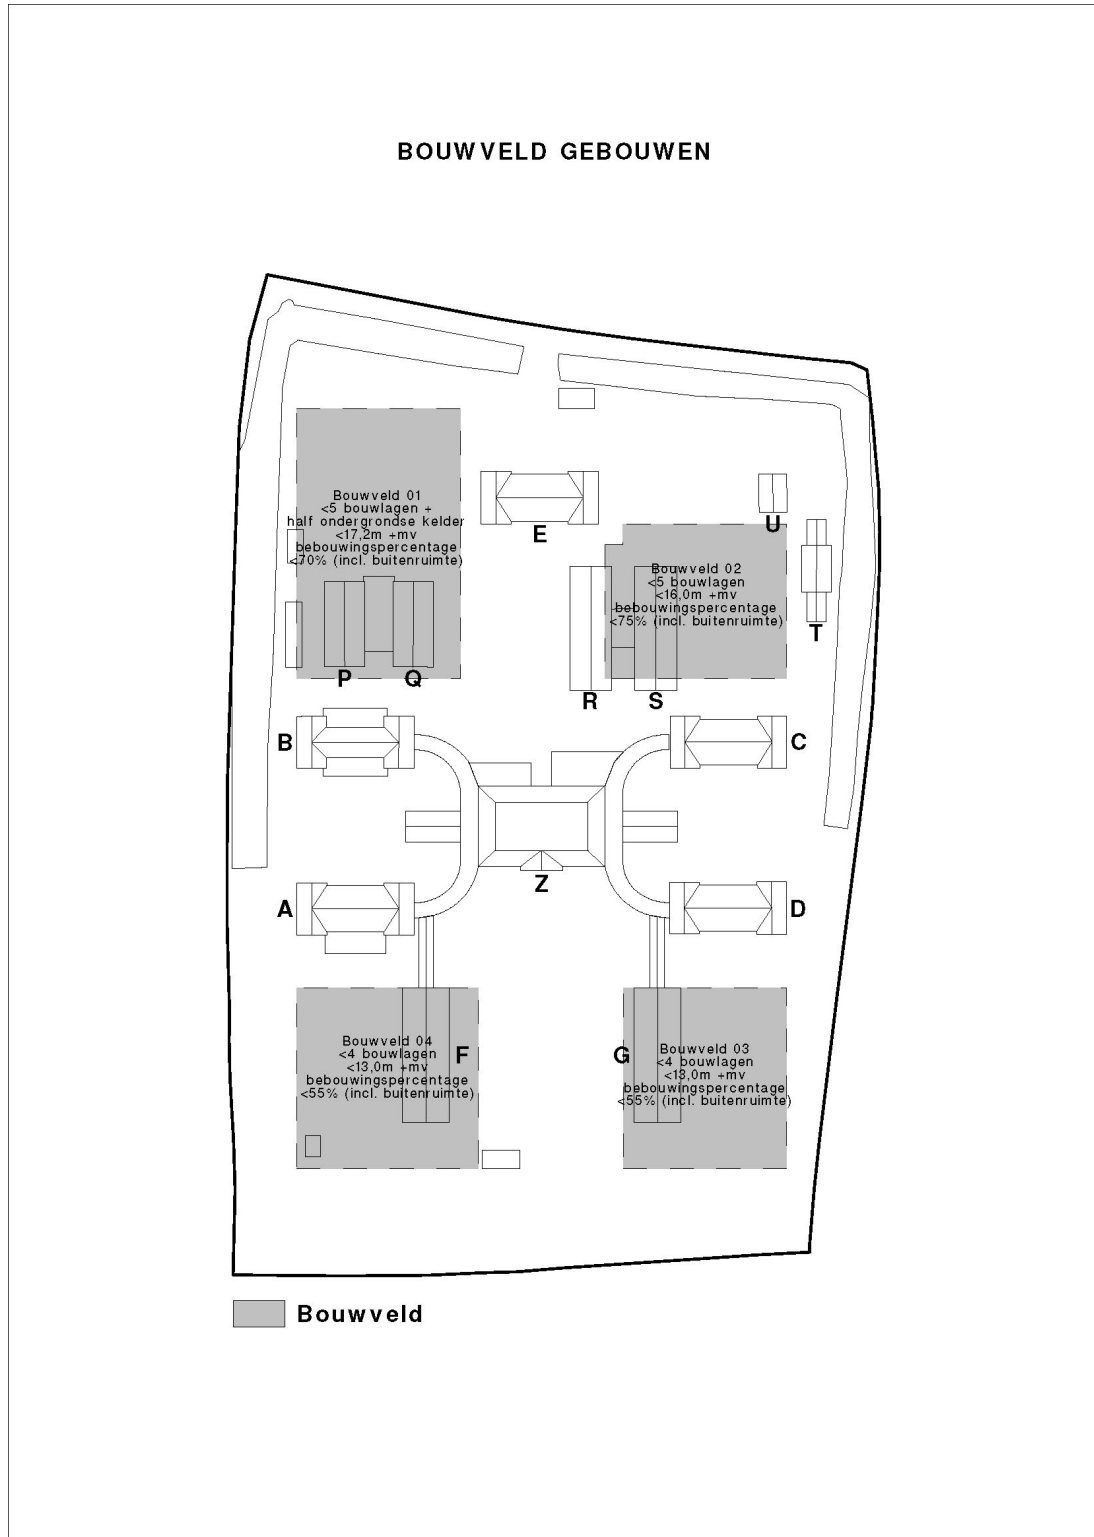 BOUWVELD GEBOUWEN
Bouwveld 01
<5 bouwlagen +
half ondergrondse kelder
<17,2m +mv
bebouwingspercentage
<70% (incl. buitenruimte)
E
U
Bouwveld 02
<5 bouwlagen
<16,0m +mv
bebouwingspercentage
<75% (incl. buitenruimte)
T
P
Q
R
S
B
C
Z
A
D
Bouwveld 04
<4 bouwlagen
<13,0m +mv
bebouwingspercentage
<55% (incl. buitenruimte)
F
G
Bouwveld 03
<4 bouwlagen
<13,0m +mv
bebouwingspercentage
<55% (incl. buitenruimte)
Bouwveld